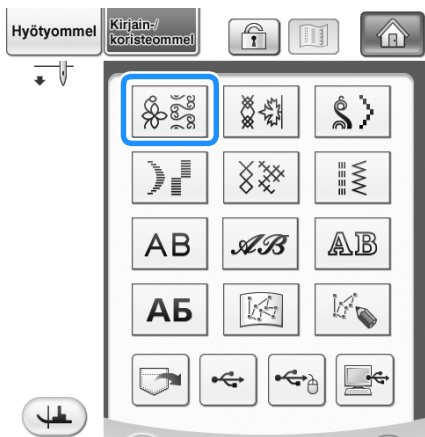 Hyötyommel
Kirjain-/
koristeommel
AB
AB
AB
АБ